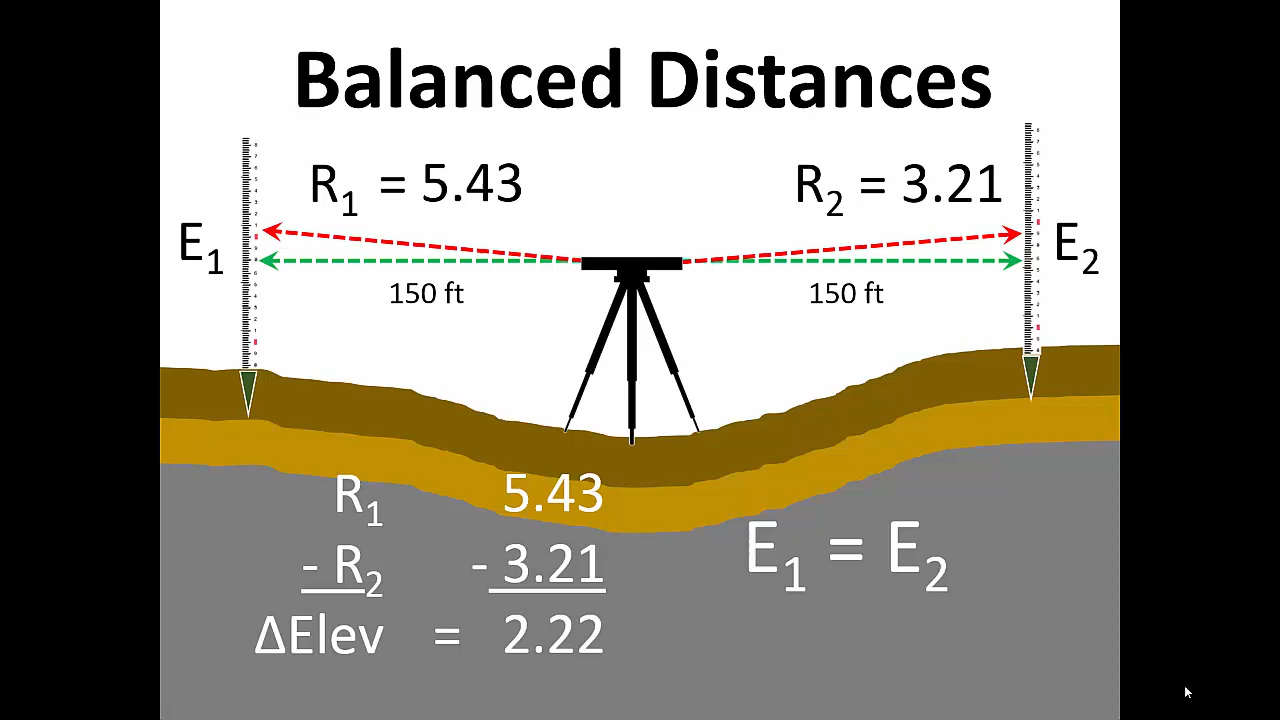 Balanced Distances
R₁ = 5.43
R₂ = 3.21
E₁
E₂
150 ft
150 ft
R₁ 5.43
- R₂ - 3.21
ΔElev = 2.22
E₁ = E₂